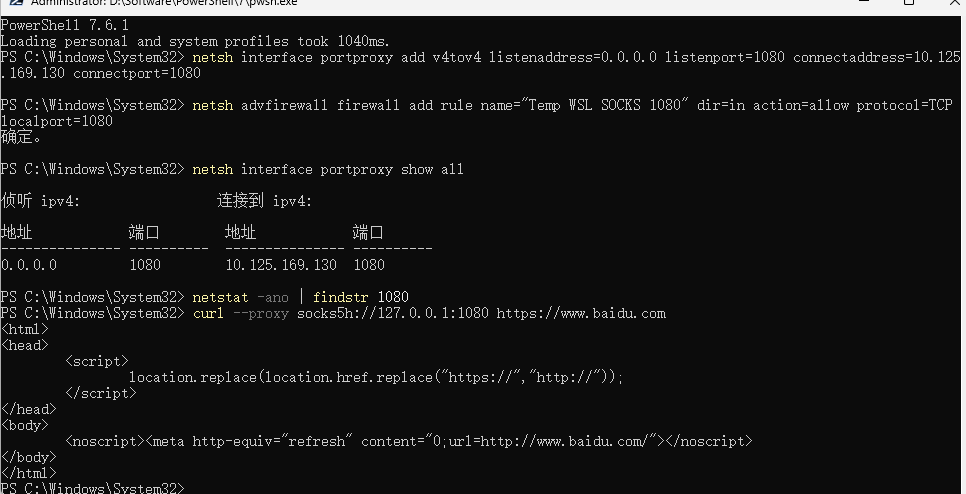 Administrator: D:\Software\PowerShell\7\pwsh.exe
PowerShell 7.6.1
Loading personal and system profiles took 1040ms.
PS C:\Windows\System32> netsh interface portproxy add v4tov4 listenaddress=0.0.0.0 listenport=1080 connectaddress=10.125
.169.130 connectport=1080
PS C:\Windows\System32> netsh advfirewall firewall add rule name="Temp WSL SOCKS 1080" dir=in action=allow protocol=TCP
localport=1080
确定。
PS C:\Windows\System32> netsh interface portproxy show all
侦听 ipv4:                 连接到 ipv4:
地址            端口        地址            端口
--------------- ----------  --------------- ----------
0.0.0.0         1080        10.125.169.130  1080
PS C:\Windows\System32> netstat -ano | findstr 1080
PS C:\Windows\System32> curl --proxy socks5h://127.0.0.1:1080 https://www.baidu.com
<html>
<head>
        <script>
                location.replace(location.href.replace("https://","http://"));
        </script>
</head>
<body>
        <noscript><meta http-equiv="refresh" content="0;url=http://www.baidu.com/"></noscript>
</body>
</html>
PS C:\Windows\System32>